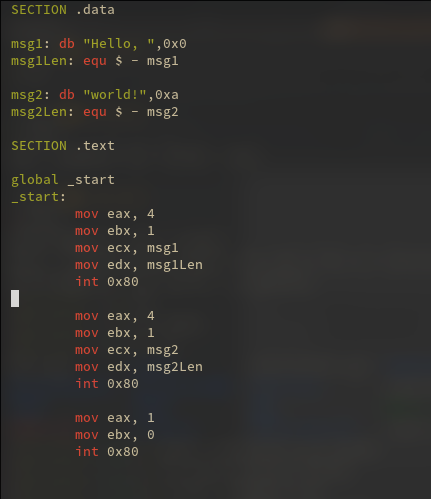 SECTION .data
msg1: db "Hello, ",0x0
msg1Len: equ $ - msg1
msg2: db "world!",0xa
msg2Len: equ $ - msg2
SECTION .text
global _start
_start:
mov eax, 4
mov ebx, 1
mov ecx, msg1
mov edx, msg1Len
int 0x80
mov eax, 4
mov ebx, 1
mov ecx, msg2
mov edx, msg2Len
int 0x80
mov eax, 1
mov ebx, 0
int 0x80